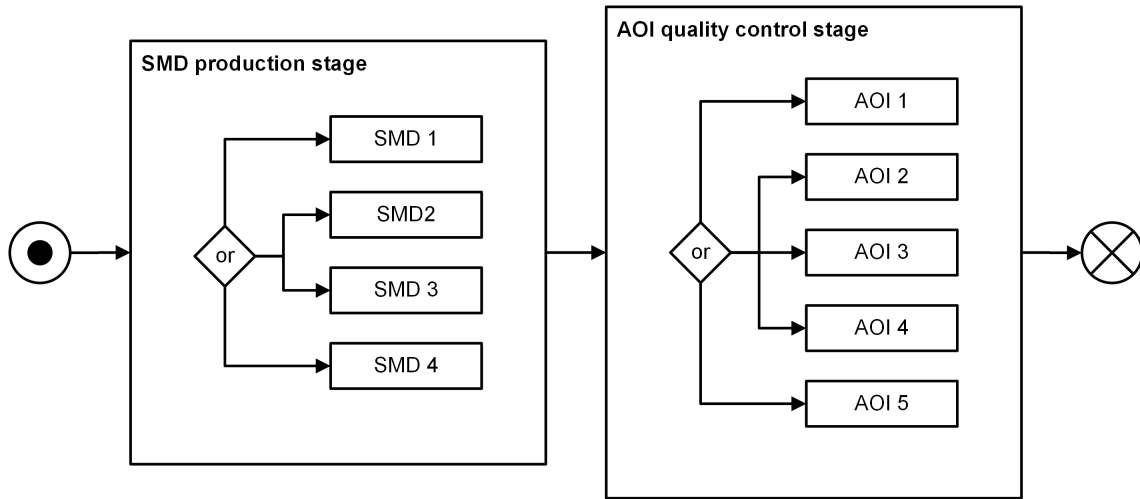 SMD production stage
SMD 1
SMD2
or
SMD 3
SMD 4
AOI quality control stage
AOI 1
AOI 2
or
AOI 3
AOI 4
AOI 5